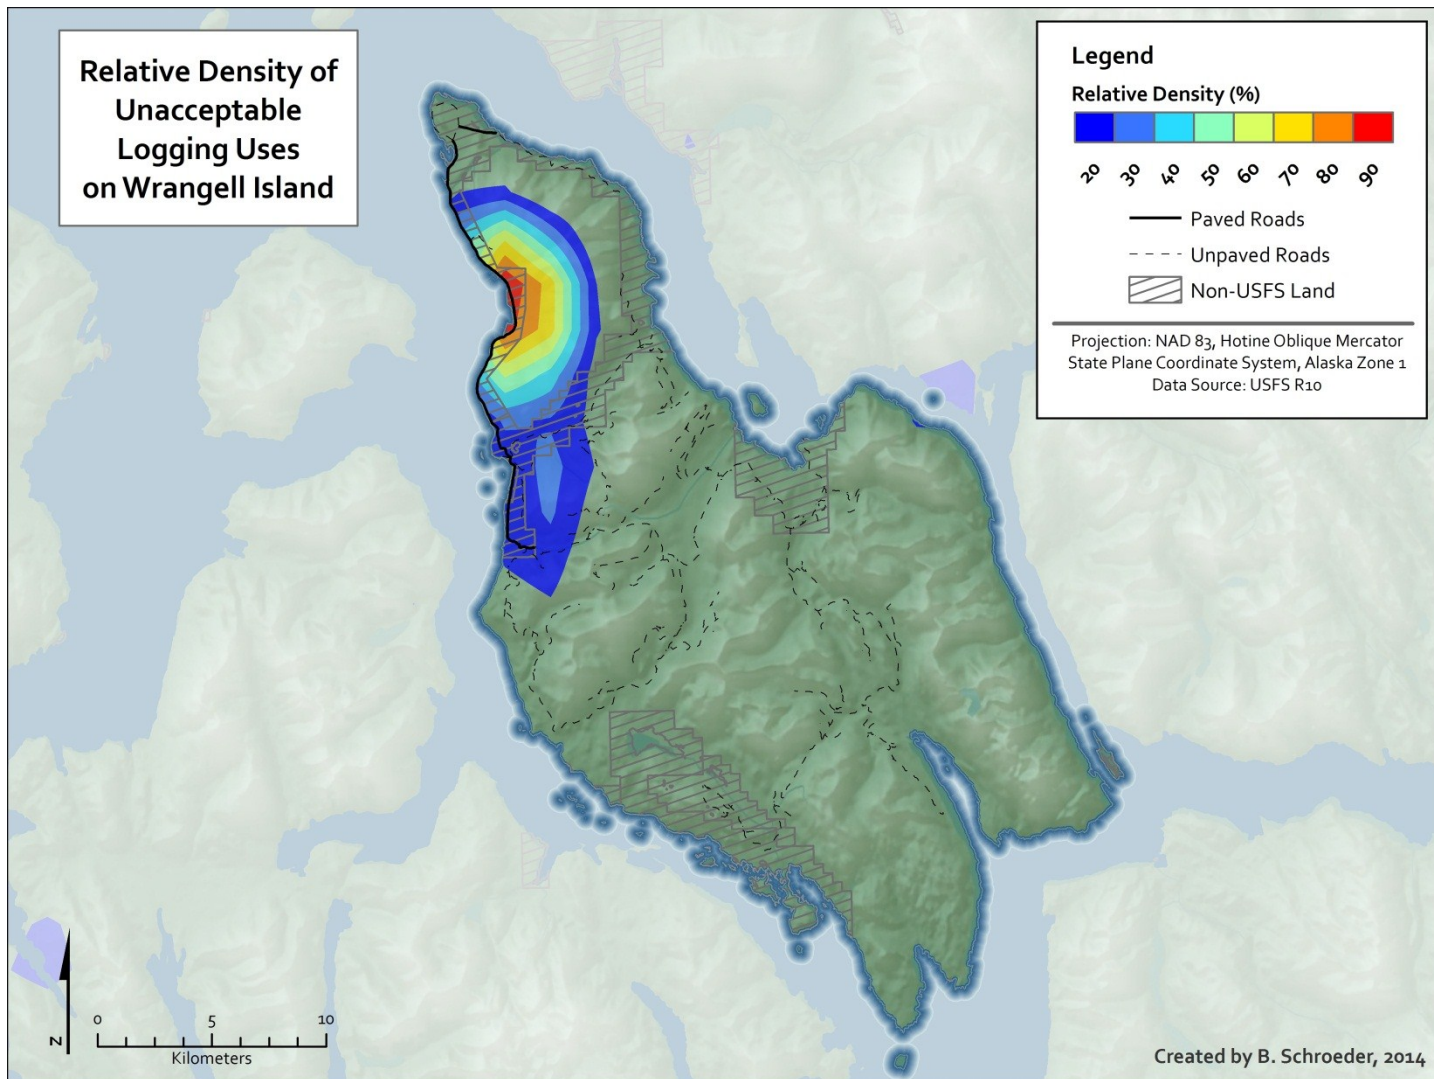 Relative Density of
Unacceptable
Logging Uses
on Wrangell Island
Legend
Relative Density (%)
20 30 40 50 60 70 80 90
Paved Roads
Unpaved Roads
Non-USFS Land
Projection: NAD 83, Hotine Oblique Mercator
State Plane Coordinate System, Alaska Zone 1
Data Source: USFS R10
N
0 5 10
Kilometers
Created by B. Schroeder, 2014